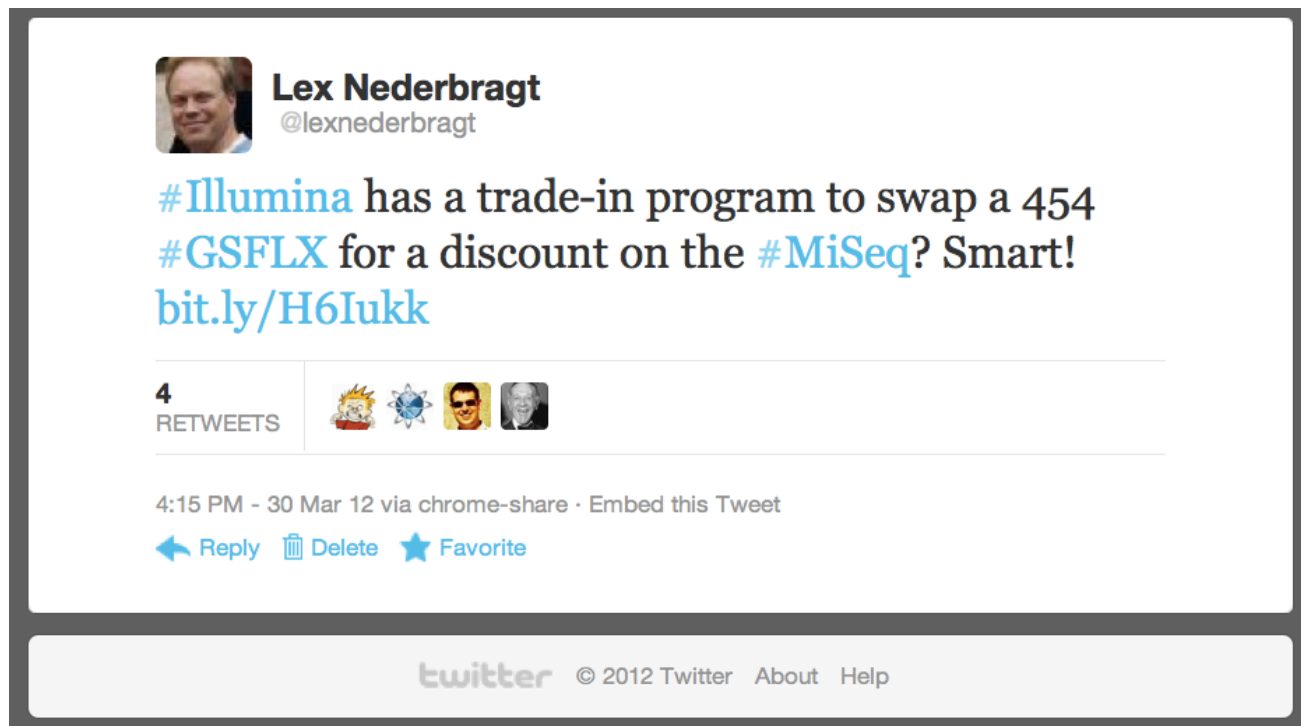 Lex Nederbragt
@lexnederbragt
#Illumina has a trade-in program to swap a 454
#GSFLX for a discount on the #MiSeq? Smart!
bit.ly/H6Iukk
4
RETWEETS
4:15 PM - 30 Mar 12 via chrome-share · Embed this Tweet
Reply Delete Favorite
twitter © 2012 Twitter About Help